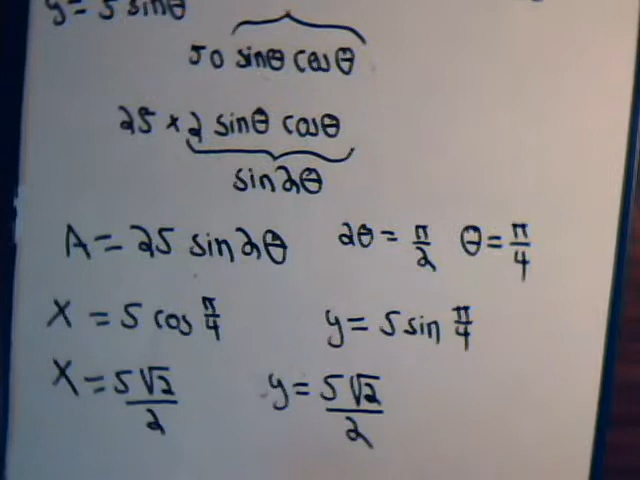 y = 5 sinθ
50 sinθ cosθ
25 × 2 sinθ cosθ
sin2θ
A = 25 sin2θ 2θ = π/2 θ = π/4
x = 5 cos π/4 y = 5 sin π/4
x = 5√2/2 y = 5√2/2